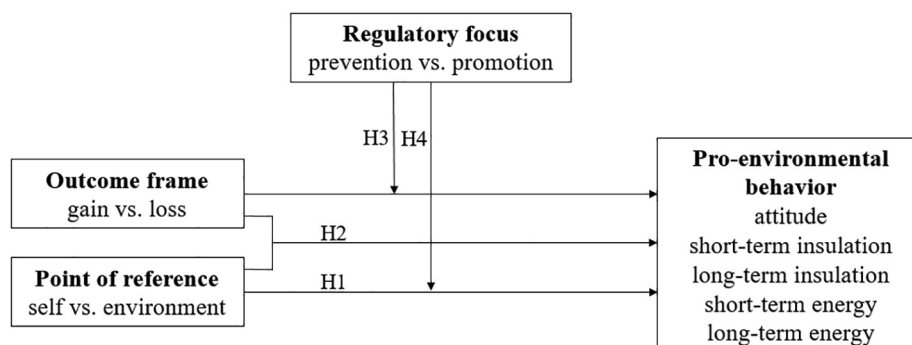 Regulatory focus
prevention vs. promotion
H3 H4
Outcome frame
gain vs. loss
H2
Point of reference
self vs. environment
H1
Pro-environmental
behavior
attitude
short-term insulation
long-term insulation
short-term energy
long-term energy